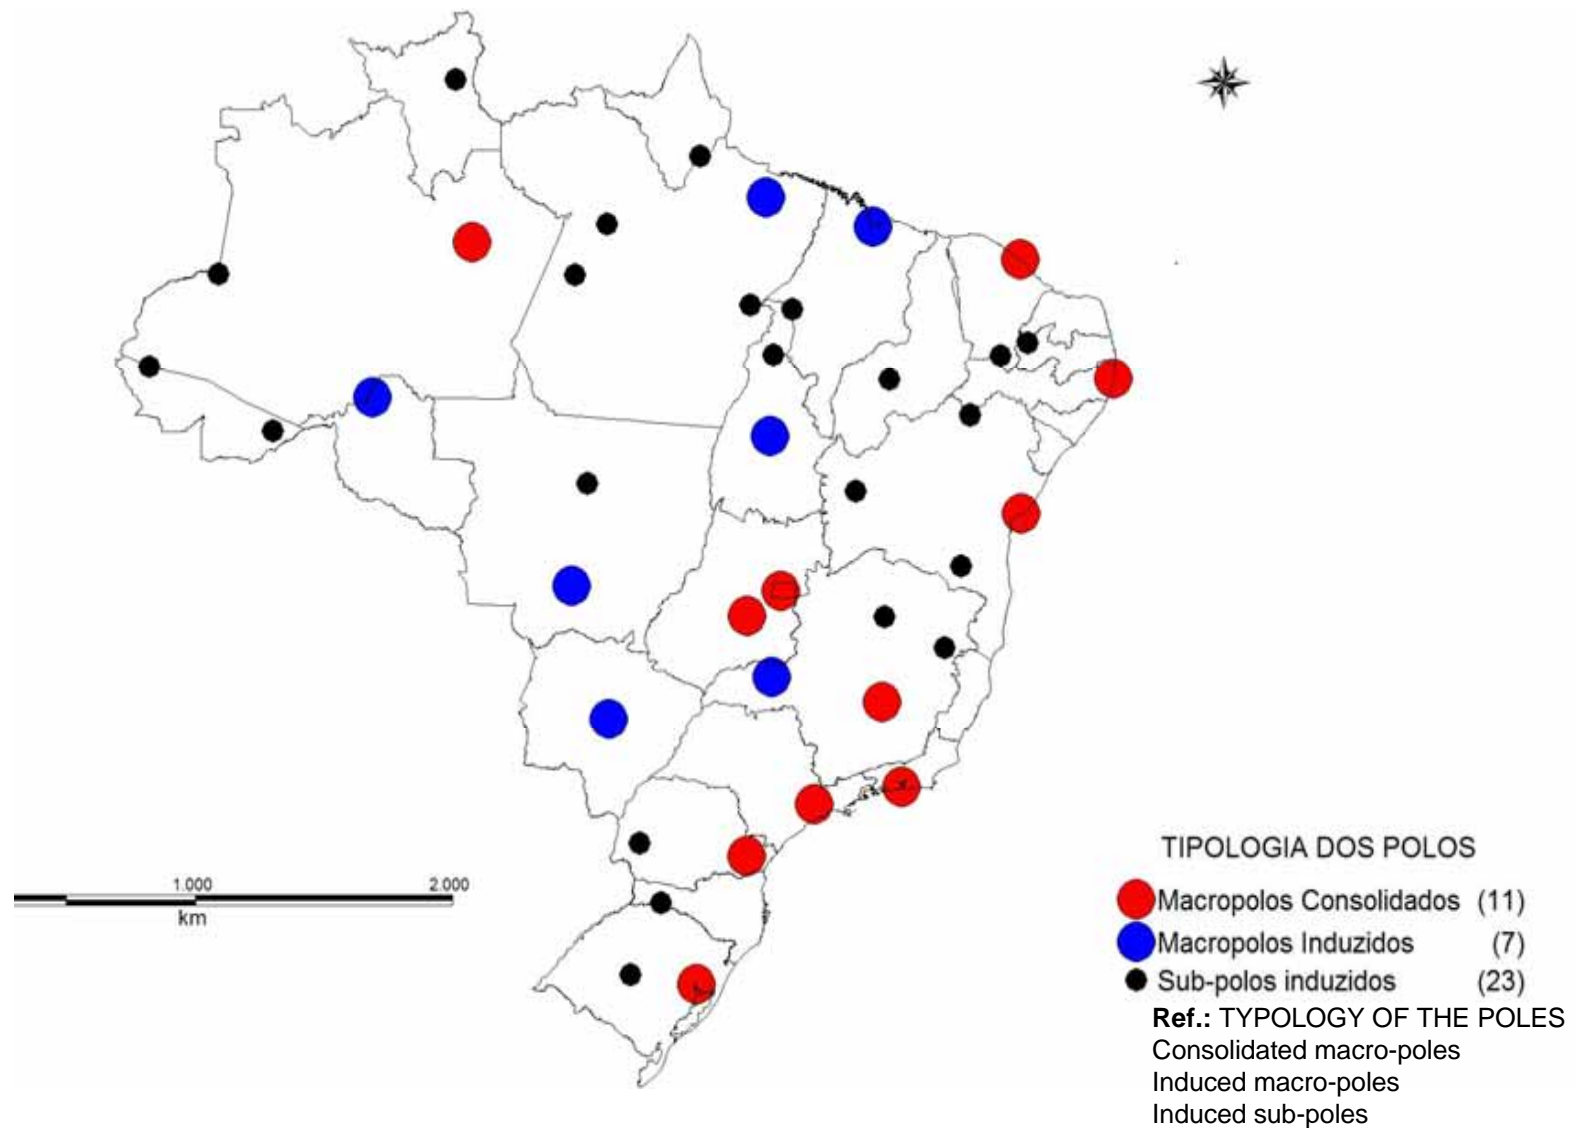 TIPOLOGIA DOS POLOS
1.000 2.000
km
Macropolos Consolidados (11)
Macropolos Induzidos (7)
Sub-polos induzidos (23)
Ref.: TYPOLOGY OF THE POLES
Consolidated macro-poles
Induced macro-poles
Induced sub-poles